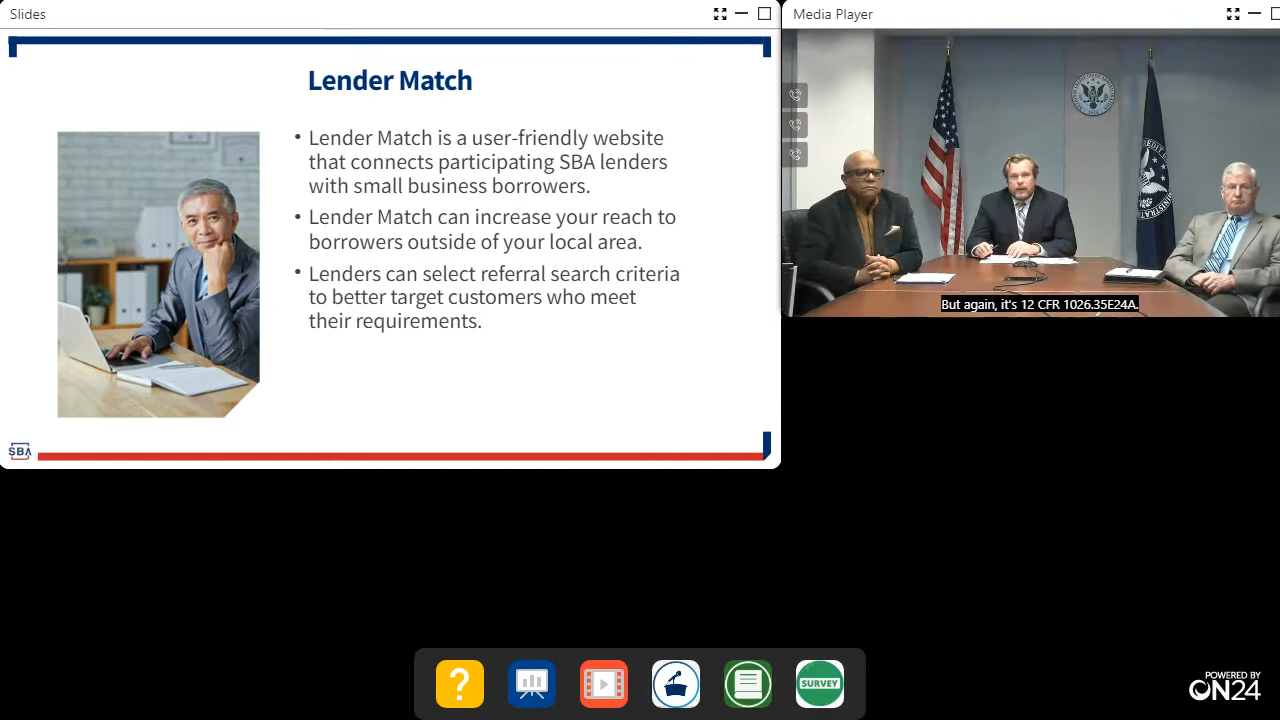 Slides
Media Player
Lender Match
• Lender Match is a user-friendly website
that connects participating SBA lenders
with small business borrowers.
• Lender Match can increase your reach to
borrowers outside of your local area.
• Lenders can select referral search criteria
to better target customers who meet
their requirements.
SBA
But again, it's 12 CFR 1026.35E24A.
?
SURVEY
POWERED BY
ON24